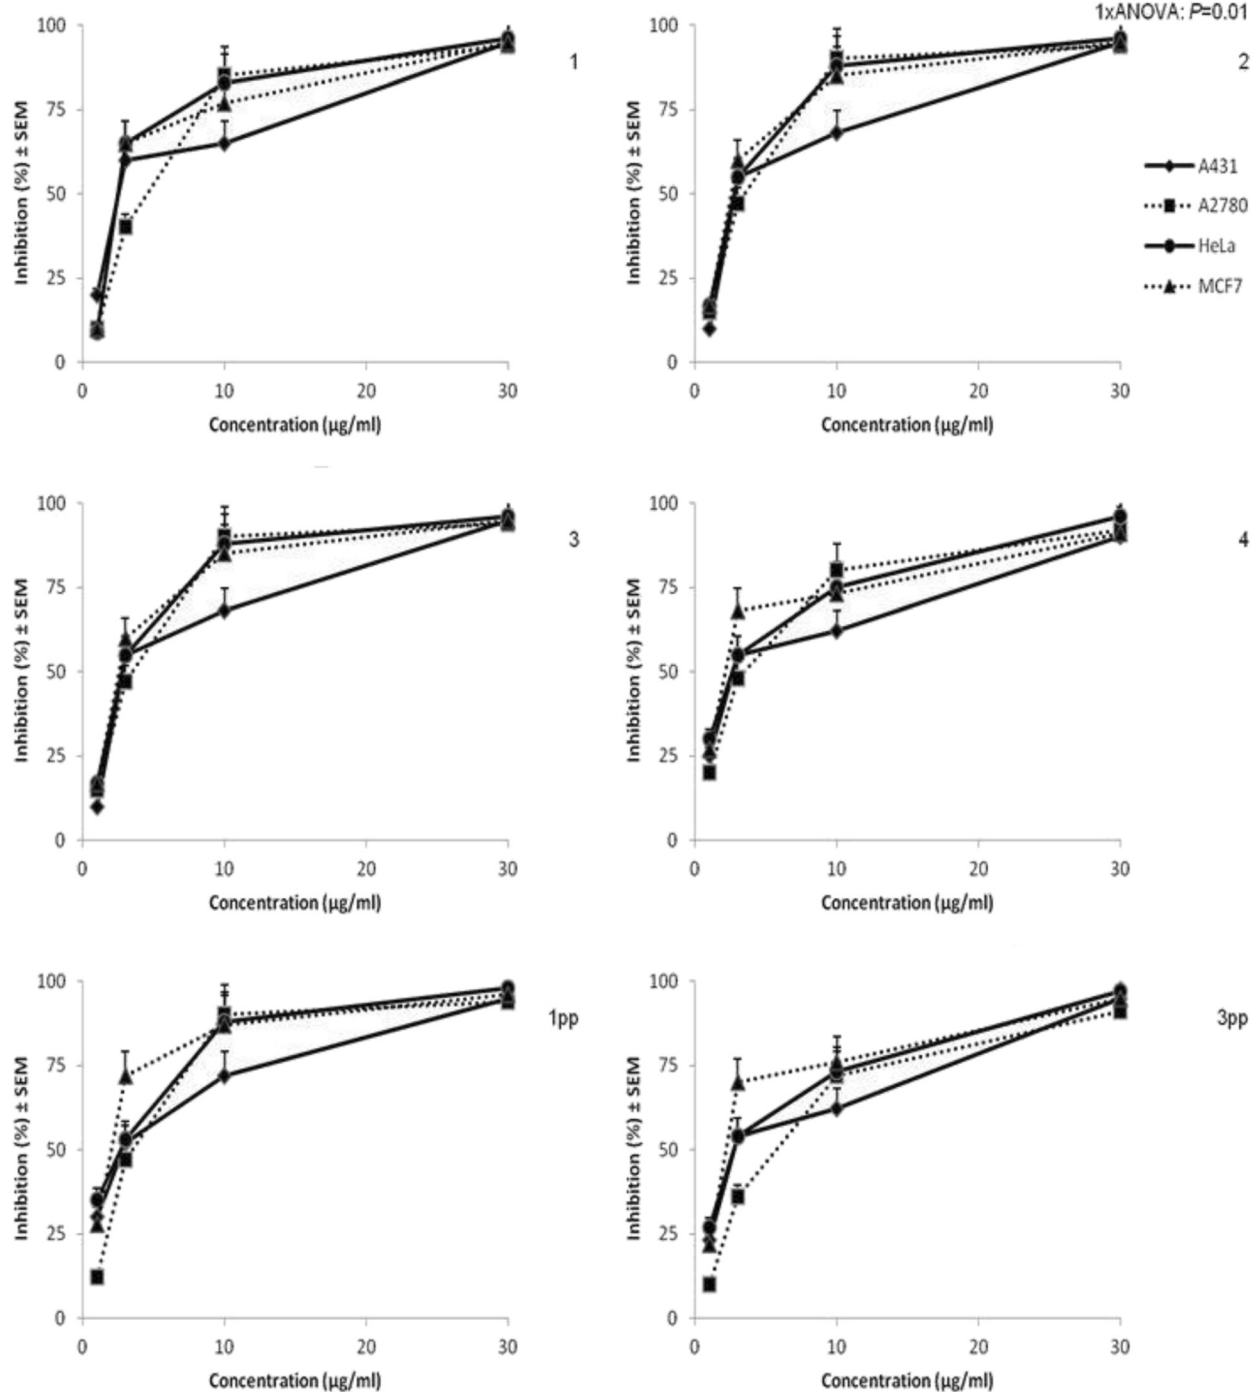 1xANOVA: P=0.01
100
75
50
25
0
Inhibition (%) ± SEM
0 10 20 30
Concentration (µg/ml)
1
100
75
50
25
0
Inhibition (%) ± SEM
0 10 20 30
Concentration (µg/ml)
2
A431
A2780
HeLa
MCF7
100
75
50
25
0
Inhibition (%) ± SEM
0 10 20 30
Concentration (µg/ml)
3
100
75
50
25
0
Inhibition (%) ± SEM
0 10 20 30
Concentration (µg/ml)
4
100
75
50
25
0
Inhibition (%) ± SEM
0 10 20 30
Concentration (µg/ml)
1pp
100
75
50
25
0
Inhibition (%) ± SEM
0 10 20 30
Concentration (µg/ml)
3pp